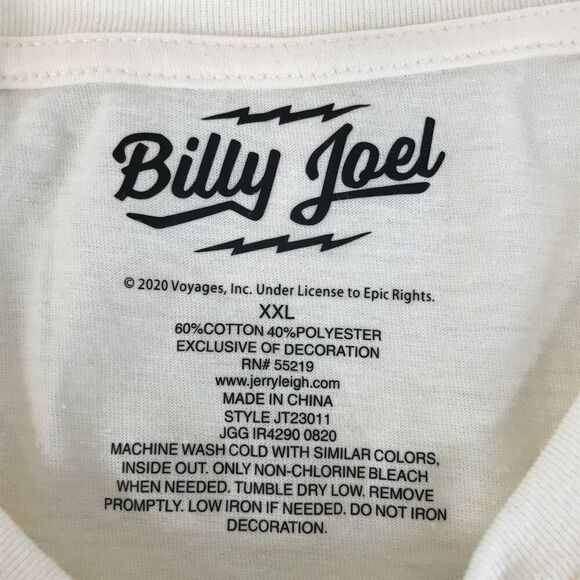 Billy Joel
© 2020 Voyages, Inc. Under License to Epic Rights.
XXL
60%COTTON 40%POLYESTER
EXCLUSIVE OF DECORATION
RN# 55219
www.jerryleigh.com
MADE IN CHINA
STYLE JT23011
JGG IR4290 0820
MACHINE WASH COLD WITH SIMILAR COLORS,
INSIDE OUT. ONLY NON-CHLORINE BLEACH
WHEN NEEDED. TUMBLE DRY LOW. REMOVE
PROMPTLY. LOW IRON IF NEEDED. DO NOT IRON
DECORATION.